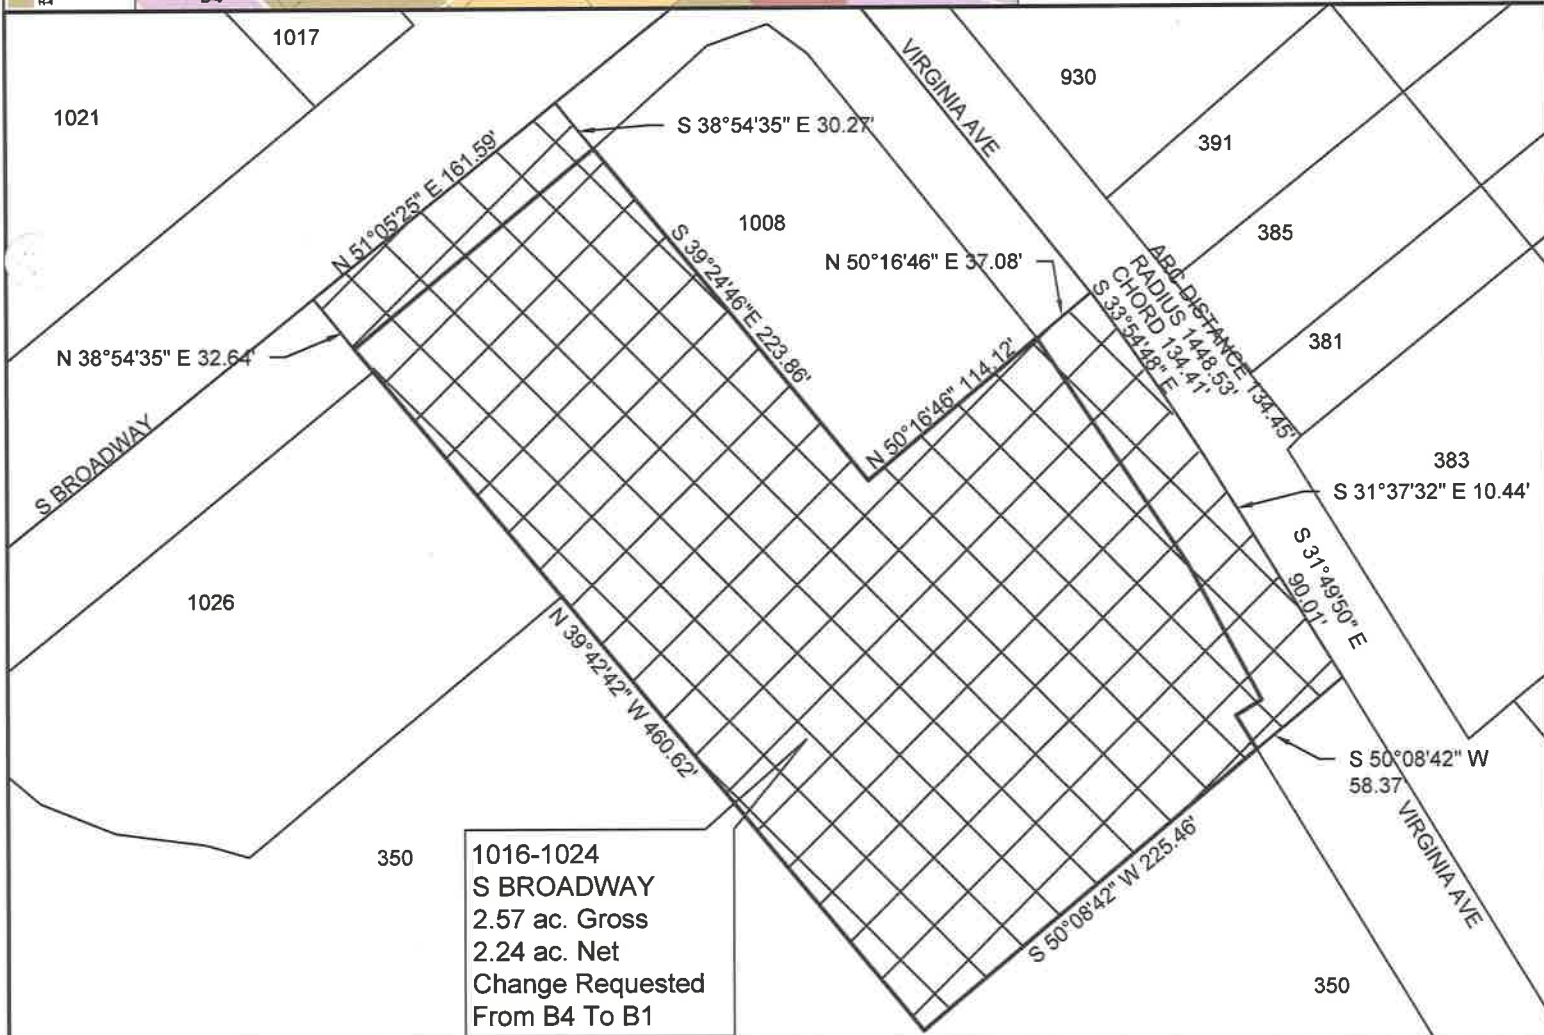 1017
1021
930
VIRGINIA AVE
S 38°54'35" E 30.27'
391
N 51°05'25" E 161.59'
1008
385
S 39°24'46"E 223.86'
N 50°16'46" E 37.08'
ARC DISTANCE 134.45'
RADIUS 1448.53'
CHORD 134.41'
S 33°54'48" E
N 38°54'35" E 32.64'
381
N 50°16'46" 114.12'
S BROADWAY
383
S 31°37'32" E 10.44'
S 31°49'50" E
90.01'
1026
N 39°42'42" W 460.62'
S 50°08'42" W
58.37'
VIRGINIA AVE
350
1016-1024
S BROADWAY
2.57 ac. Gross
2.24 ac. Net
Change Requested
From B4 To B1
S 50°08'42" W 225.46'
350